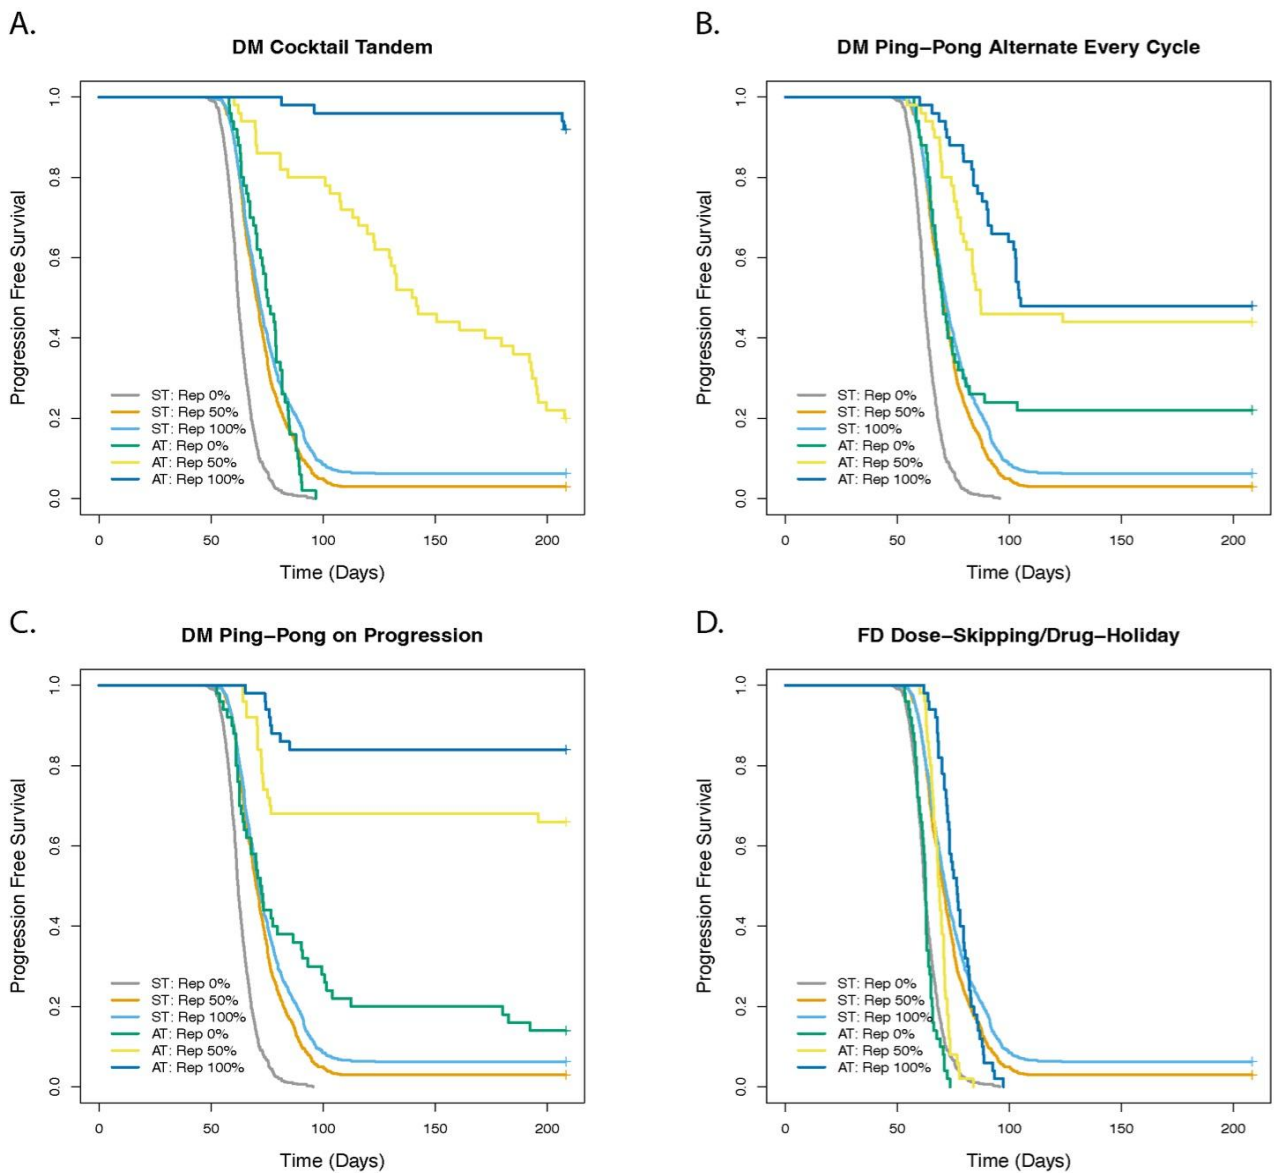 A.
DM Cocktail Tandem
Progression Free Survival
1.0
0.8
0.6
0.4
0.2
0.0
ST: Rep 0%
ST: Rep 50%
ST: Rep 100%
AT: Rep 0%
AT: Rep 50%
AT: Rep 100%
0 50 100 150 200
Time (Days)
B.
DM Ping–Pong Alternate Every Cycle
Progression Free Survival
1.0
0.8
0.6
0.4
0.2
0.0
ST: Rep 0%
ST: Rep 50%
ST: 100%
AT: Rep 0%
AT: Rep 50%
AT: Rep 100%
0 50 100 150 200
Time (Days)
C.
DM Ping–Pong on Progression
Progression Free Survival
1.0
0.8
0.6
0.4
0.2
0.0
ST: Rep 0%
ST: Rep 50%
ST: Rep 100%
AT: Rep 0%
AT: Rep 50%
AT: Rep 100%
0 50 100 150 200
Time (Days)
D.
FD Dose–Skipping/Drug–Holiday
Progression Free Survival
1.0
0.8
0.6
0.4
0.2
0.0
ST: Rep 0%
ST: Rep 50%
ST: Rep 100%
AT: Rep 0%
AT: Rep 50%
AT: Rep 100%
0 50 100 150 200
Time (Days)